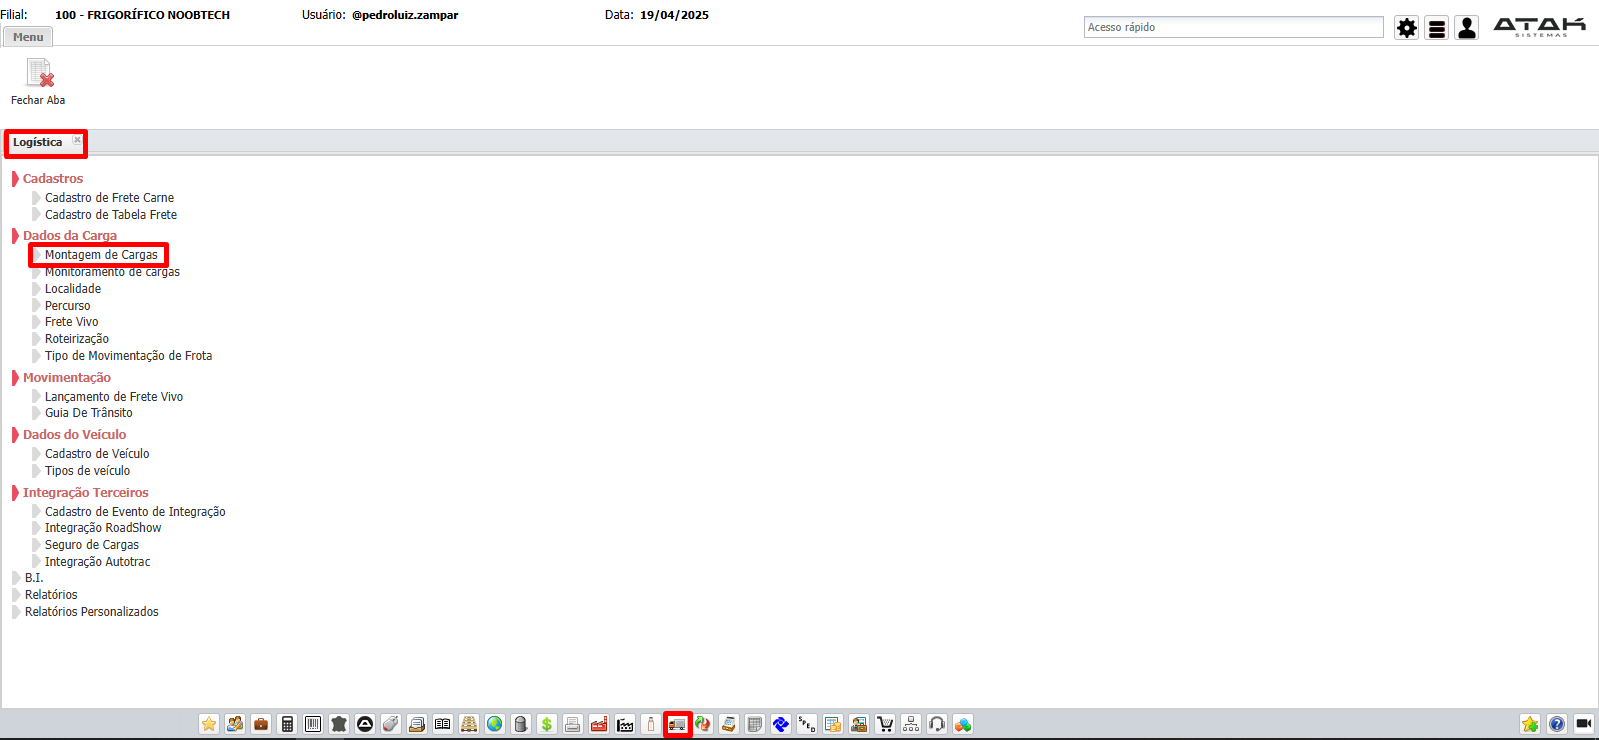 Filial: 100 - FRIGORÍFICO NOOBTECH Usuário: @pedroluiz.zampar Data: 19/04/2025
Acesso rápido
ATAK
SISTEMAS
Menu
Fechar Aba
Logística
Cadastros
Cadastro de Frete Carne
Cadastro de Tabela Frete
Dados da Carga
Montagem de Cargas
Monitoramento de cargas
Localidade
Percurso
Frete Vivo
Roteirização
Tipo de Movimentação de Frota
Movimentação
Lançamento de Frete Vivo
Guia De Trânsito
Dados do Veículo
Cadastro de Veículo
Tipos de veículo
Integração Terceiros
Cadastro de Evento de Integração
Integração RoadShow
Seguro de Cargas
Integração Autotrac
B.I.
Relatórios
Relatórios Personalizados
SPED